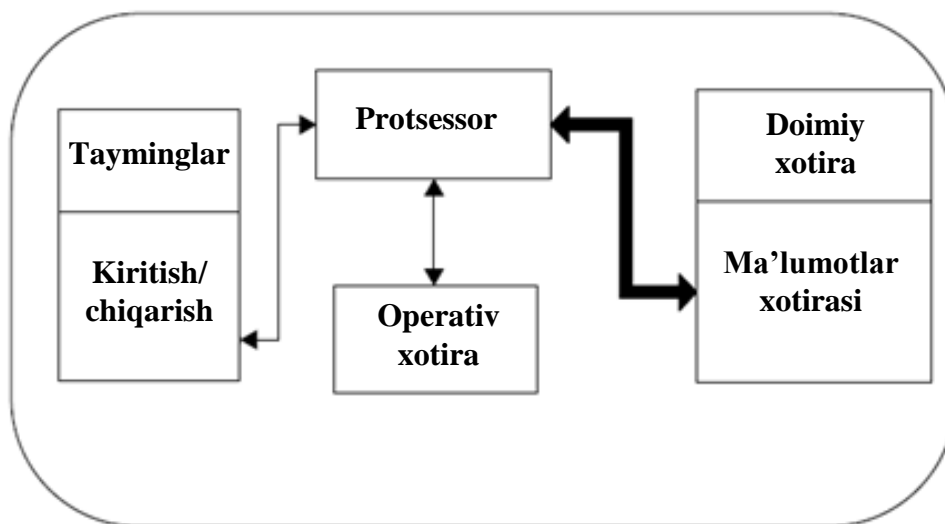 Tayminglar
Kiritish/
chiqarish
Protsessor
Operativ
xotira
Doimiy
xotira
Ma’lumotlar
xotirasi